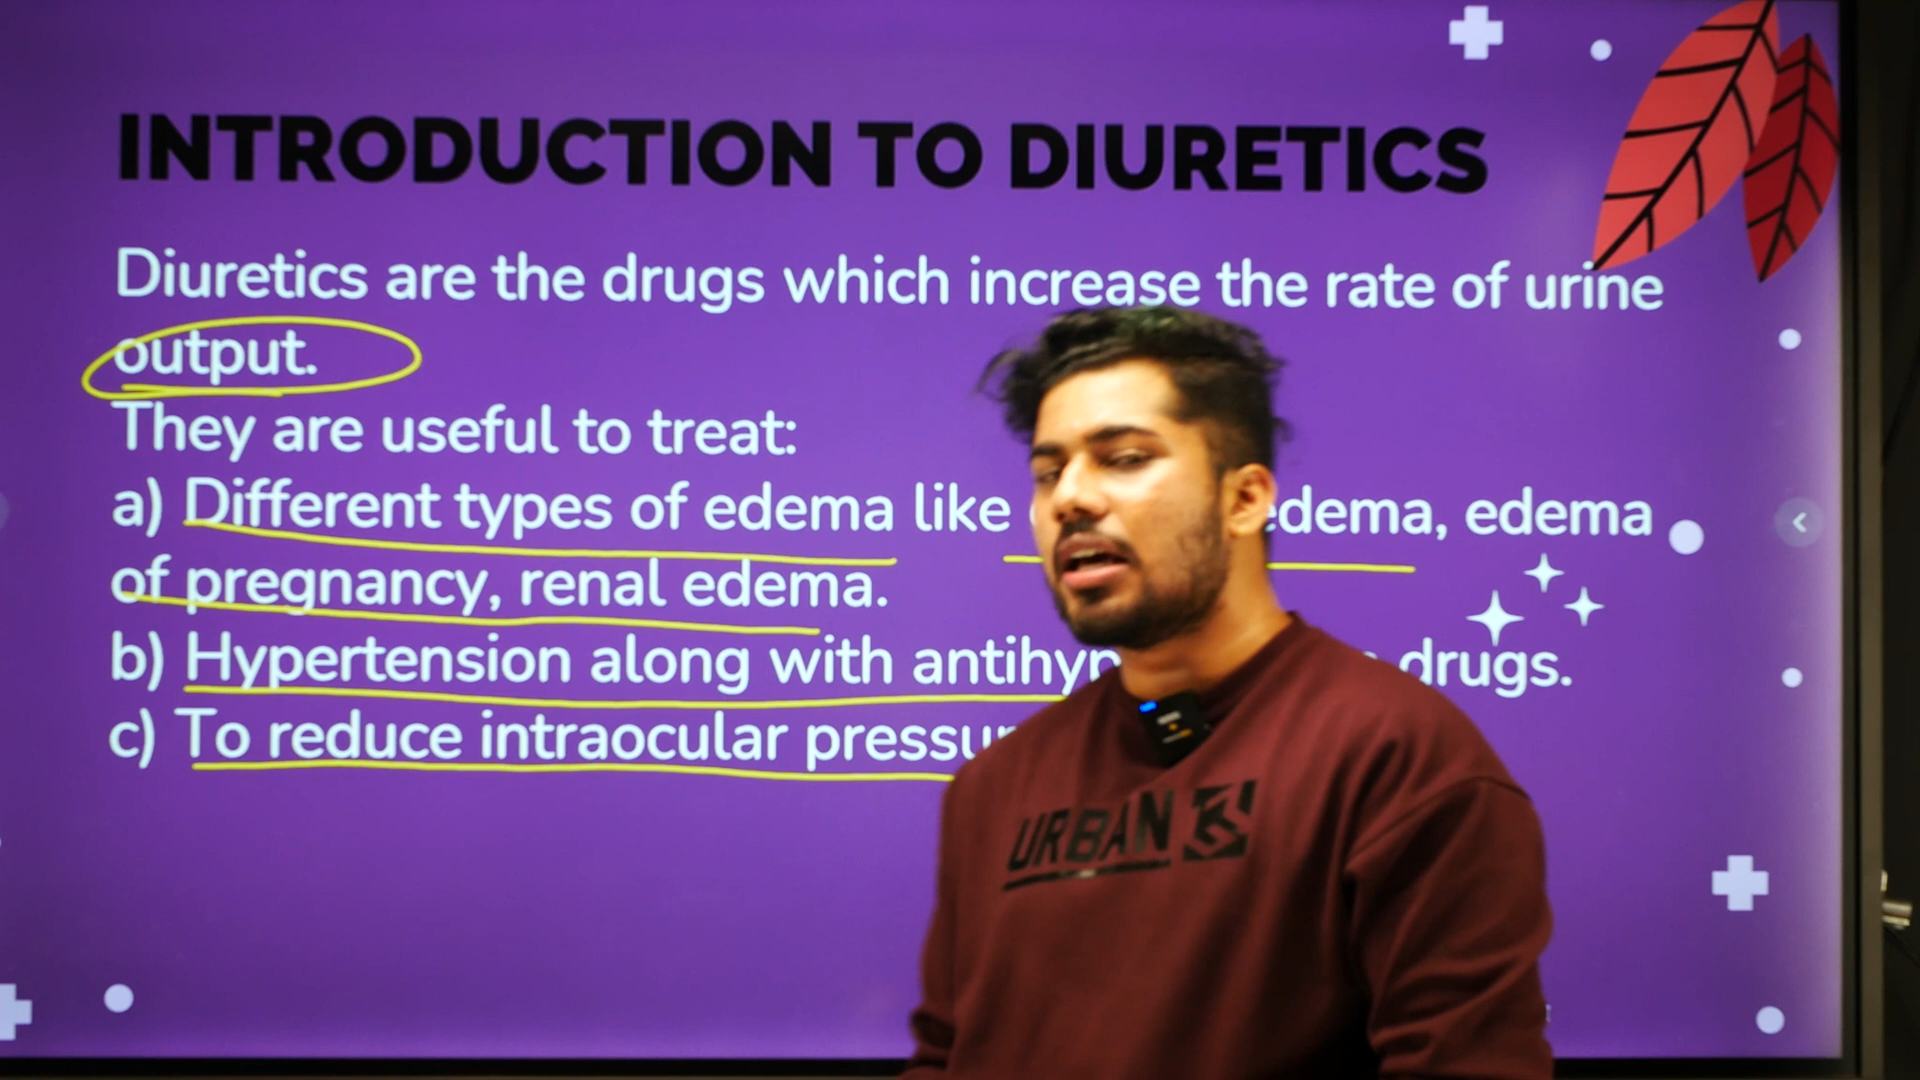 INTRODUCTION TO DIURETICS
Diuretics are the drugs which increase the rate of urine
output.
They are useful to treat:
a) Different types of edema like edema, edema
of pregnancy, renal edema.
b) Hypertension along with drugs.
c) To reduce intraocular
URBAN